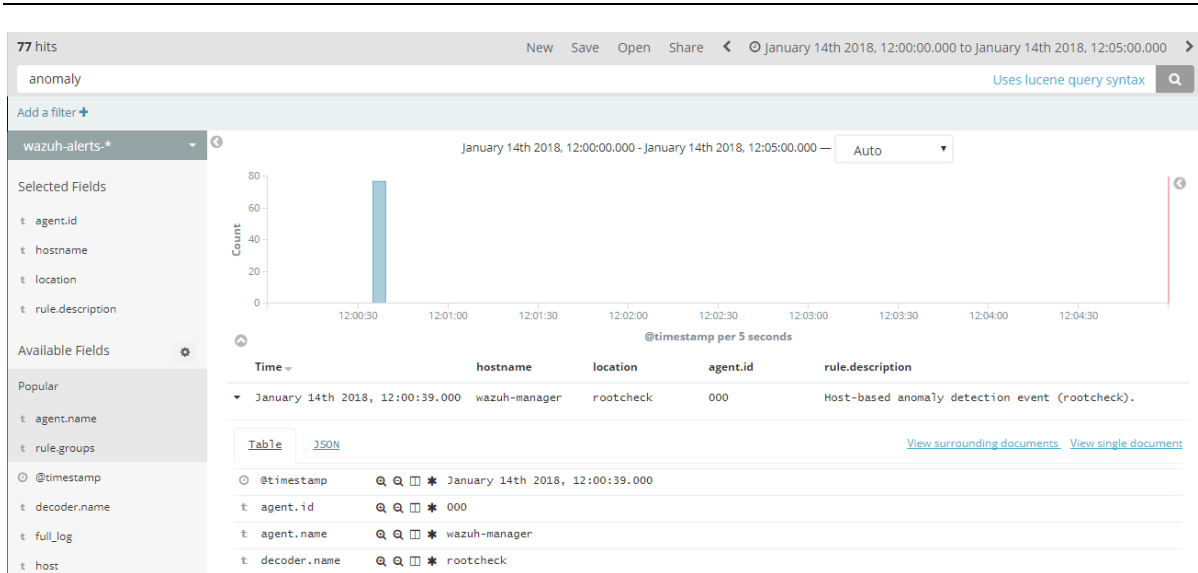 77 hits New Save Open Share January 14th 2018, 12:00:00.000 to January 14th 2018, 12:05:00.000
anomaly Uses lucene query syntax
Add a filter +
wazuh-alerts-*
January 14th 2018, 12:00:00.000 - January 14th 2018, 12:05:00.000 — Auto
Selected Fields
t agent.id
t hostname
t location
t rule.description
Available Fields
Popular
t agent.name
t rule.groups
@timestamp
t decoder.name
t full_log
t host
Count
80
60
40
20
0
12:00:30 12:01:00 12:01:30 12:02:00 12:02:30 12:03:00 12:03:30 12:04:00 12:04:30
@timestamp per 5 seconds
Time hostname location agent.id rule.description
January 14th 2018, 12:00:39.000 wazuh-manager rootcheck 000 Host-based anomaly detection event (rootcheck).
Table JSON View surrounding documents View single document
@timestamp January 14th 2018, 12:00:39.000
t agent.id 000
t agent.name wazuh-manager
t decoder.name rootcheck